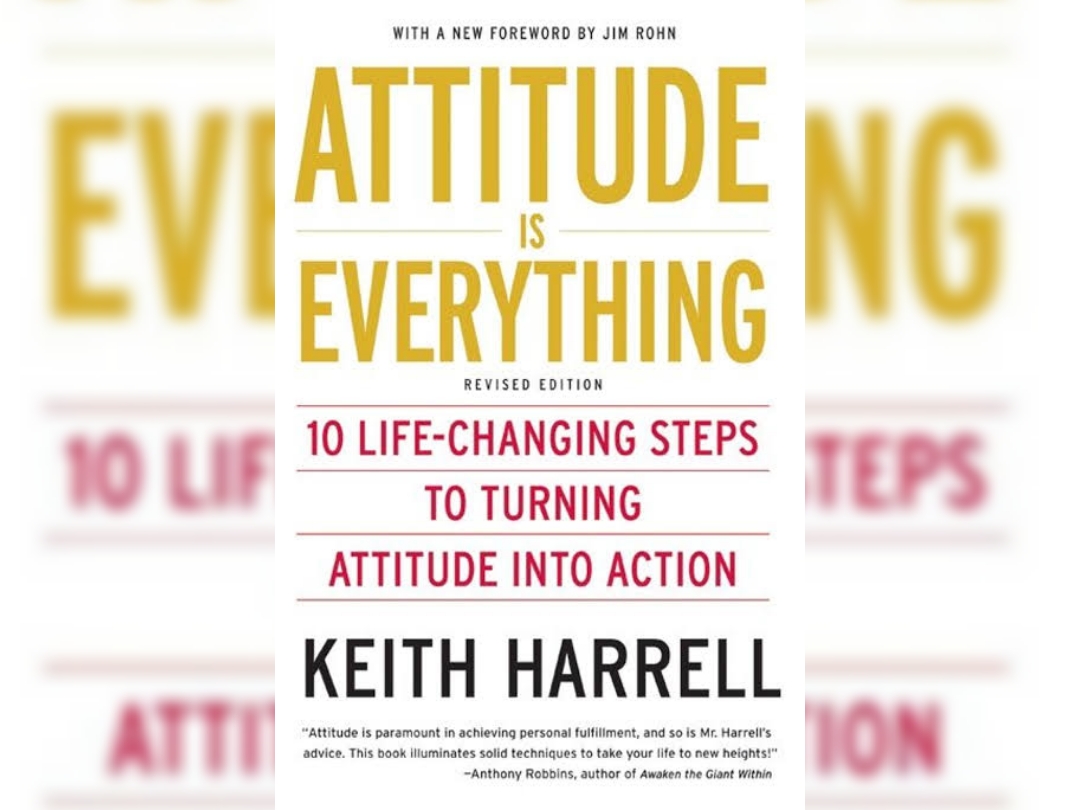 WITH A NEW FOREWORD BY JIM ROHN
ATTITUDE
IS
EVERYTHING
REVISED EDITION
10 LIFE-CHANGING STEPS
TO TURNING
ATTITUDE INTO ACTION
KEITH HARRELL
"Attitude is paramount in achieving personal fulfillment, and so is Mr. Harrell's
advice. This book illuminates solid techniques to take your life to new heights!"
—Anthony Robbins, author of Awaken the Giant Within